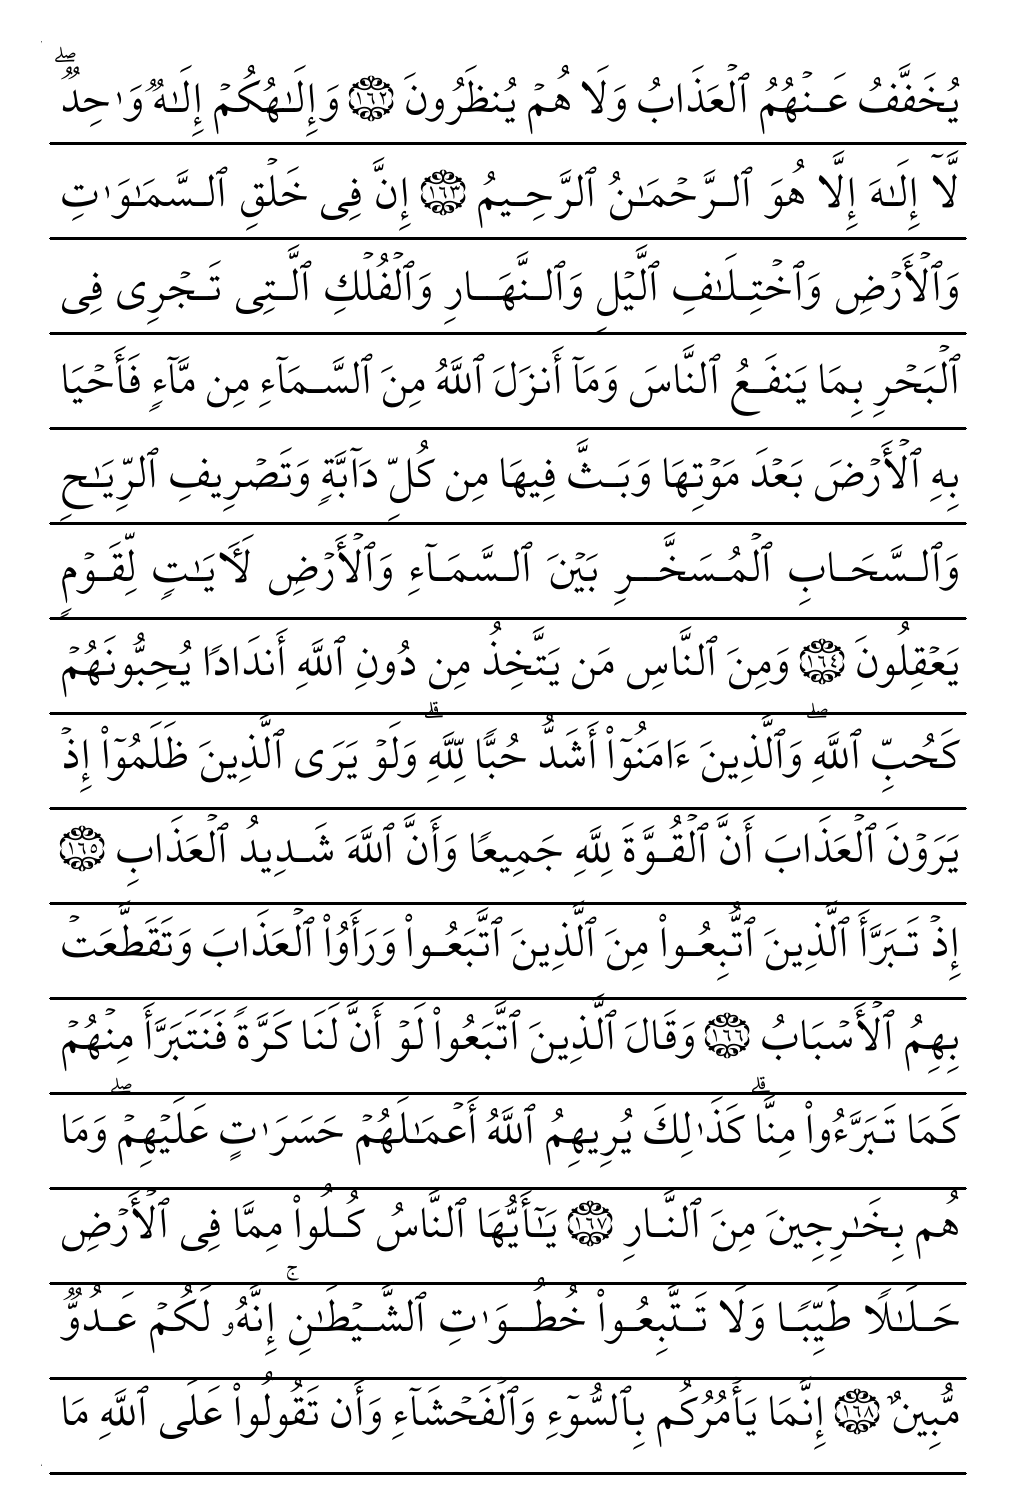 يُخَفَّفُ عَنۡهُمُ ٱلۡعَذَابُ وَلَا هُمۡ يُنظَرُونَ ١٦٢ وَإِلَٰهُكُمۡ إِلَٰهٞ وَٰحِدٞۖ
لَّآ إِلَٰهَ إِلَّا هُوَ ٱلرَّحۡمَٰنُ ٱلرَّحِيمُ ١٦٣ إِنَّ فِي خَلۡقِ ٱلسَّمَٰوَٰتِ
وَٱلۡأَرۡضِ وَٱخۡتِلَٰفِ ٱلَّيۡلِ وَٱلنَّهَارِ وَٱلۡفُلۡكِ ٱلَّتِي تَجۡرِي فِي
ٱلۡبَحۡرِ بِمَا يَنفَعُ ٱلنَّاسَ وَمَآ أَنزَلَ ٱللَّهُ مِنَ ٱلسَّمَآءِ مِن مَّآءٖ فَأَحۡيَا
بِهِ ٱلۡأَرۡضَ بَعۡدَ مَوۡتِهَا وَبَثَّ فِيهَا مِن كُلِّ دَآبَّةٖ وَتَصۡرِيفِ ٱلرِّيَٰحِ
وَٱلسَّحَابِ ٱلۡمُسَخَّرِ بَيۡنَ ٱلسَّمَآءِ وَٱلۡأَرۡضِ لَأٓيَٰتٖ لِّقَوۡمٖ
يَعۡقِلُونَ ١٦٤ وَمِنَ ٱلنَّاسِ مَن يَتَّخِذُ مِن دُونِ ٱللَّهِ أَندَادٗا يُحِبُّونَهُمۡ
كَحُبِّ ٱللَّهِۖ وَٱلَّذِينَ ءَامَنُوٓاْ أَشَدُّ حُبّٗا لِّلَّهِۗ وَلَوۡ يَرَى ٱلَّذِينَ ظَلَمُوٓاْ إِذۡ
يَرَوۡنَ ٱلۡعَذَابَ أَنَّ ٱلۡقُوَّةَ لِلَّهِ جَمِيعٗا وَأَنَّ ٱللَّهَ شَدِيدُ ٱلۡعَذَابِ ١٦٥
إِذۡ تَبَرَّأَ ٱلَّذِينَ ٱتُّبِعُواْ مِنَ ٱلَّذِينَ ٱتَّبَعُواْ وَرَأَوُاْ ٱلۡعَذَابَ وَتَقَطَّعَتۡ
بِهِمُ ٱلۡأَسۡبَابُ ١٦٦ وَقَالَ ٱلَّذِينَ ٱتَّبَعُواْ لَوۡ أَنَّ لَنَا كَرَّةٗ فَنَتَبَرَّأَ مِنۡهُمۡ
كَمَا تَبَرَّءُواْ مِنَّاۗ كَذَٰلِكَ يُرِيهِمُ ٱللَّهُ أَعۡمَٰلَهُمۡ حَسَرَٰتٍ عَلَيۡهِمۡۖ وَمَا
هُم بِخَٰرِجِينَ مِنَ ٱلنَّارِ ١٦٧ يَٰٓأَيُّهَا ٱلنَّاسُ كُلُواْ مِمَّا فِي ٱلۡأَرۡضِ
حَلَٰلٗا طَيِّبٗا وَلَا تَتَّبِعُواْ خُطُوَٰتِ ٱلشَّيۡطَٰنِۚ إِنَّهُۥ لَكُمۡ عَدُوّٞ
مُّبِينٌ ١٦٨ إِنَّمَا يَأۡمُرُكُم بِٱلسُّوٓءِ وَٱلۡفَحۡشَآءِ وَأَن تَقُولُواْ عَلَى ٱللَّهِ مَا